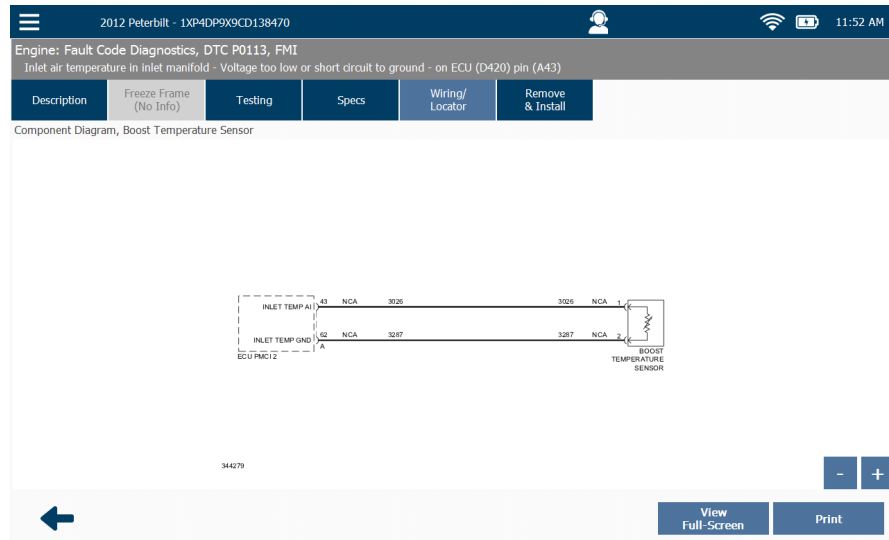 2012 Peterbilt - 1XP4DP9X9CD138470
11:52 AM
Engine: Fault Code Diagnostics, DTC P0113, FMI
Inlet air temperature in inlet manifold - Voltage too low or short circuit to ground - on ECU (D420) pin (A43)
Description
Freeze Frame
(No Info)
Testing
Specs
Wiring/
Locator
Remove
& Install
Component Diagram, Boost Temperature Sensor
INLET TEMP AI 43 NCA 3026 3026 NCA 1
INLET TEMP GND 62 NCA 3287 3287 NCA 2
A
ECU PMCI 2
BOOST
TEMPERATURE
SENSOR
344279
- +
View
Full-Screen
Print